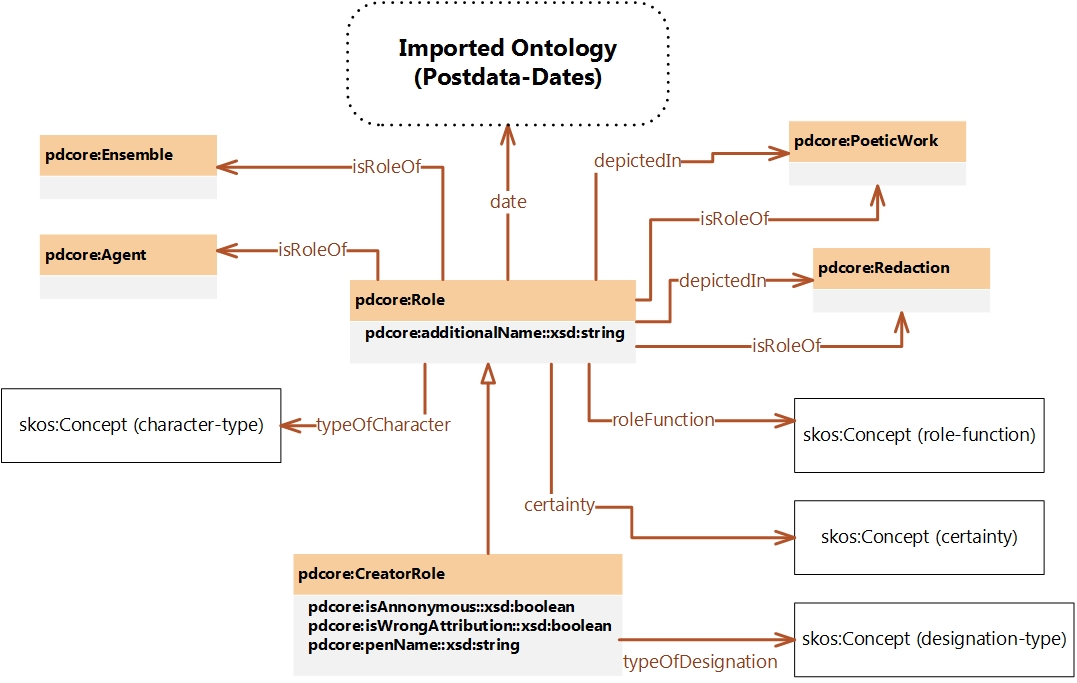 Imported Ontology
(Postdata-Dates)
pdcore:Ensemble
isRoleOf
date
depictedIn
pdcore:PoeticWork
pdcore:Agent
isRoleOf
isRoleOf
pdcore:Redaction
depictedIn
pdcore:Role
pdcore:additionalName::xsd:string
isRoleOf
skos:Concept (character-type)
typeOfCharacter
roleFunction
skos:Concept (role-function)
certainty
skos:Concept (certainty)
pdcore:CreatorRole
pdcore:isAnnonymous::xsd:boolean
pdcore:isWrongAttribution::xsd:boolean
pdcore:penName::xsd:string
typeOfDesignation
skos:Concept (designation-type)